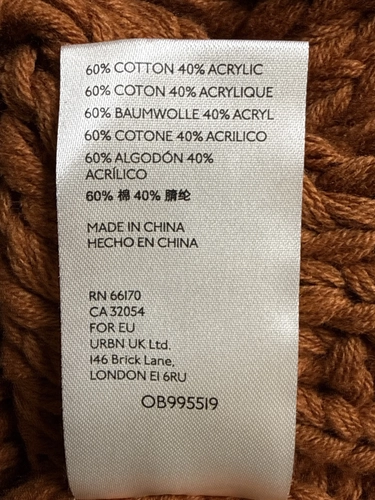 60% COTTON 40% ACRYLIC
60% COTON 40% ACRYLIQUE
60% BAUMWOLLE 40% ACRYL
60% COTONE 40% ACRILICO
60% ALGODÓN 40%
ACRÍLICO
60% 棉 40% 腈纶
MADE IN CHINA
HECHO EN CHINA
RN 66170
CA 32054
FOR EU
URBN UK Ltd.
146 Brick Lane,
LONDON E1 6RU
OB995519